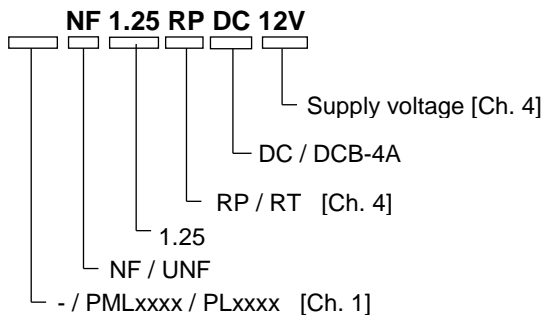 NF 1.25 RP DC 12V
Supply voltage [Ch. 4]
DC / DCB-4A
RP / RT [Ch. 4]
1.25
NF / UNF
- / PMLxxxx / PLxxxx [Ch. 1]